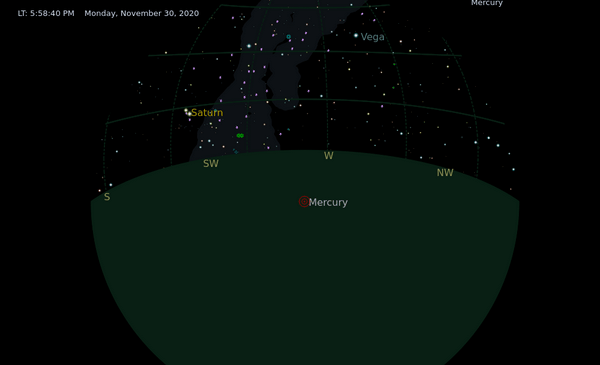 Mercury
LT: 5:58:40 PM Monday, November 30, 2020
Vega
Saturn
W
SW
NW
S
Mercury